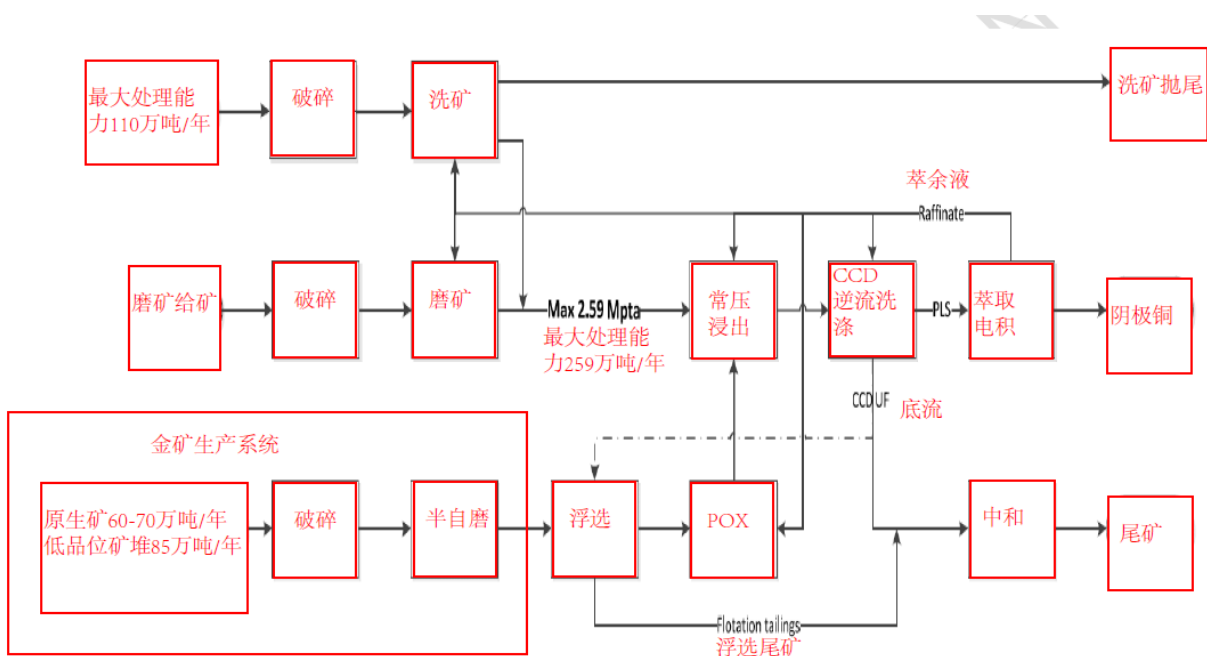 最大处理能
力110万吨/年
破碎
洗矿
洗矿抛尾
萃余液
Raffinate
磨矿给矿
破碎
磨矿
Max 2.59 Mpta
最大处理能
力259万吨/年
常压
浸出
CCD
逆流洗
涤
PLS
萃取
电积
阴极铜
CCD UF
底流
金矿生产系统
原生矿60-70万吨/年
低品位矿堆85万吨/年
破碎
半自磨
浮选
POX
中和
尾矿
Flotation tailings
浮选尾矿